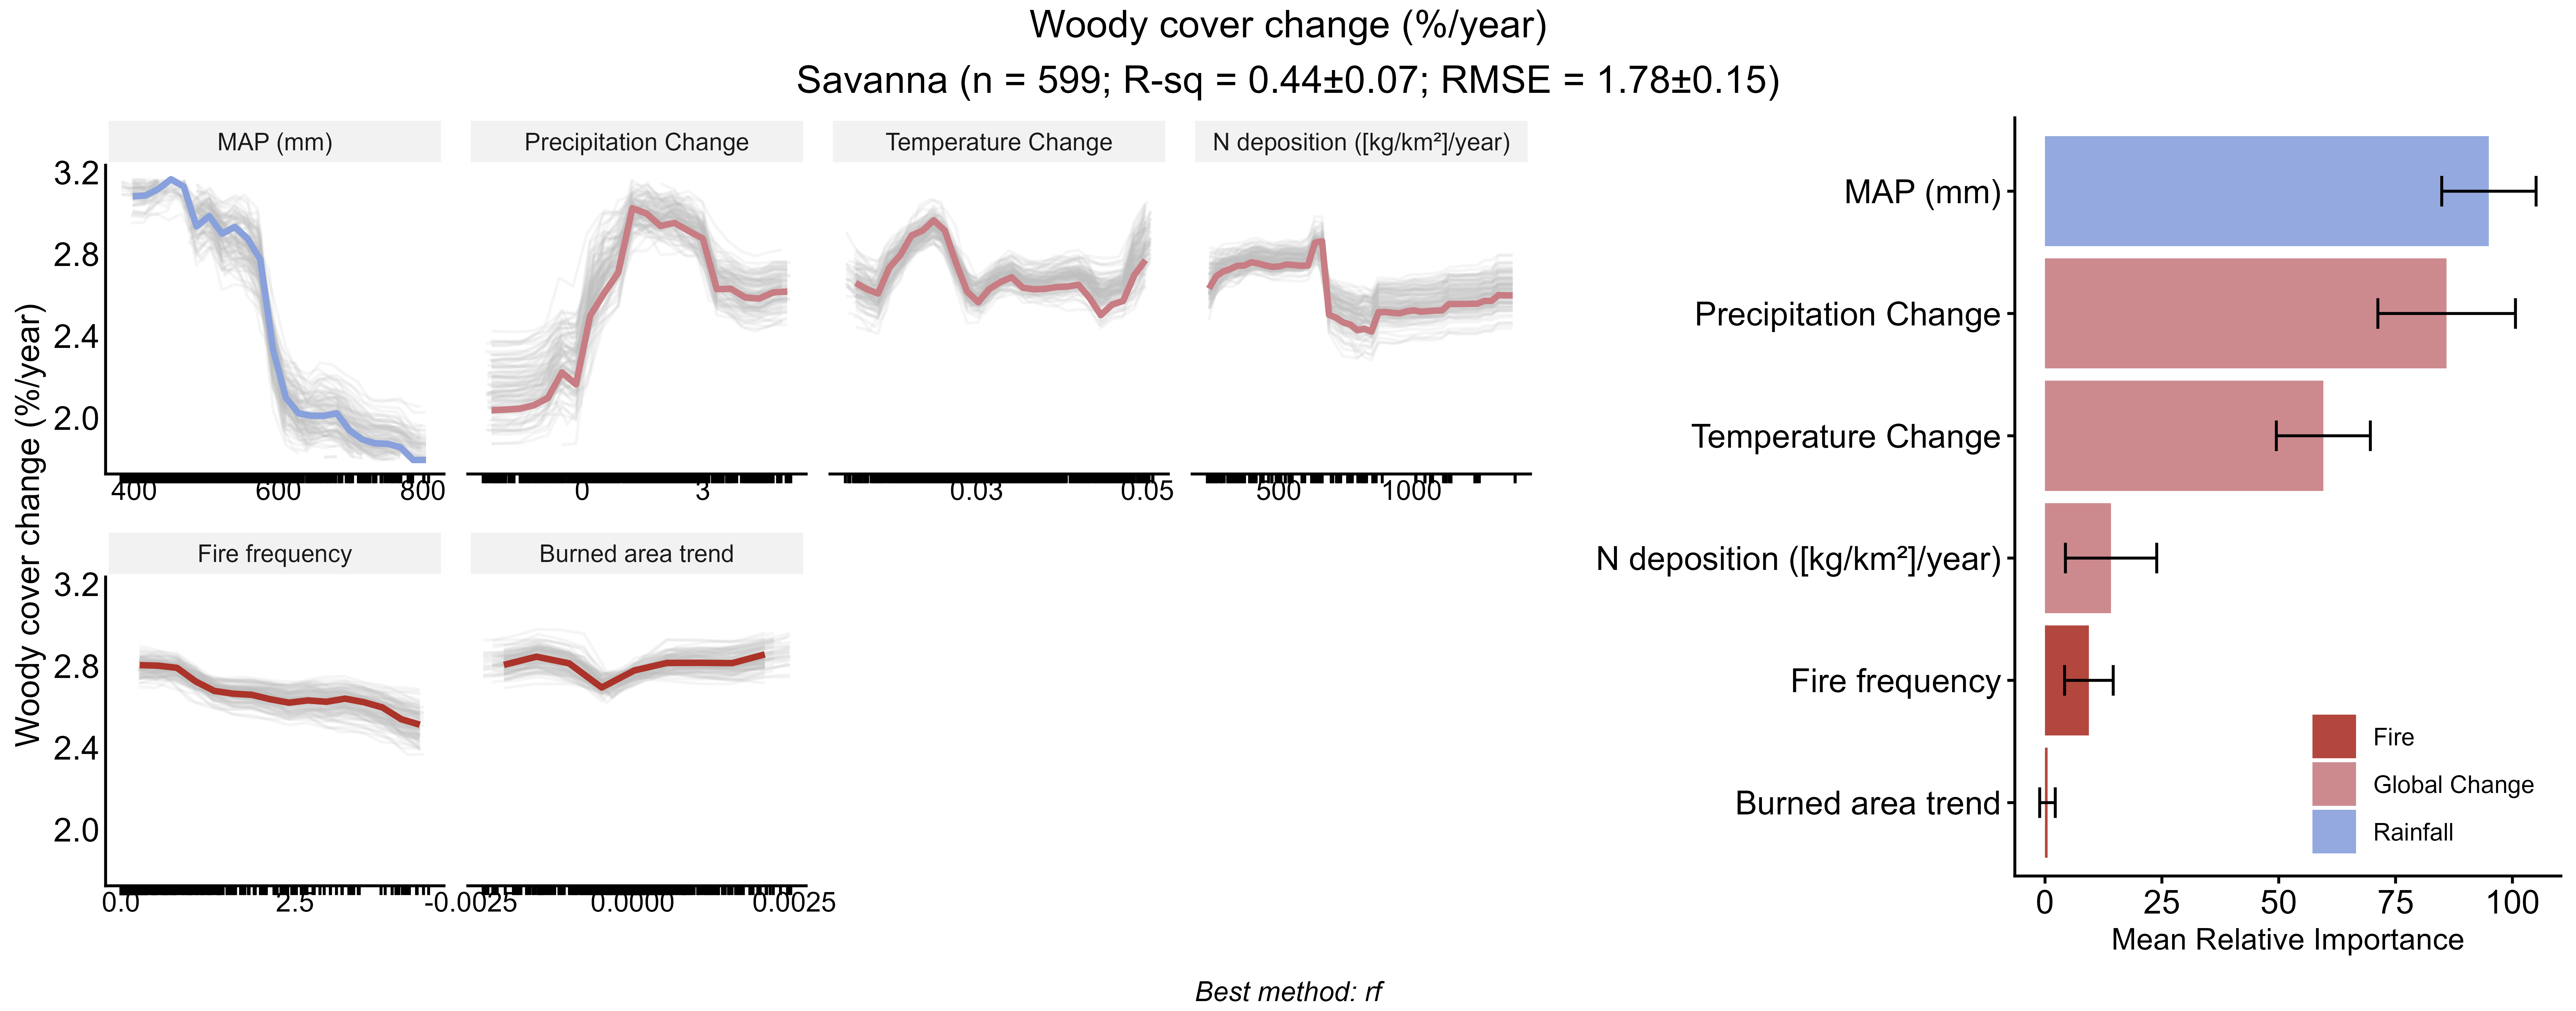 Woody cover change (%/year)
Savanna (n = 599; R-sq = 0.44±0.07; RMSE = 1.78±0.15)
Woody cover change (%/year)
MAP (mm)
Precipitation Change
Temperature Change
N deposition ([kg/km²]/year)
3.2
2.8
2.4
2.0
400 600 800
0 3
0.03 0.05
500 1000
Fire frequency
Burned area trend
3.2
2.8
2.4
2.0
0.0 2.5
-0.0025 0.0000 0.0025
MAP (mm)
Precipitation Change
Temperature Change
N deposition ([kg/km²]/year)
Fire frequency
Burned area trend
Fire
Global Change
Rainfall
0 25 50 75 100
Mean Relative Importance
Best method: rf